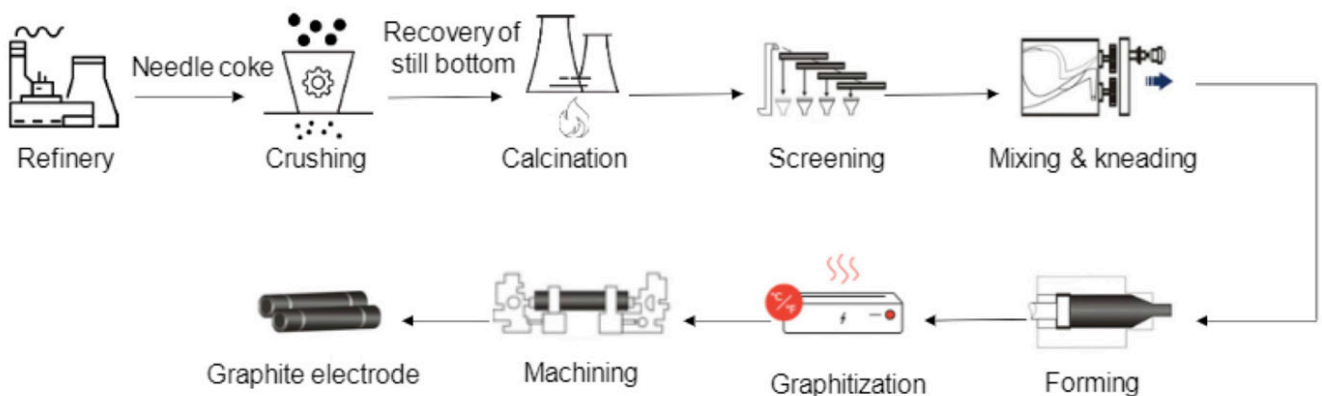 Refinery
Needle coke
Crushing
Recovery of
still bottom
Calcination
Screening
Mixing & kneading
Graphite electrode
Machining
°C/°F
Graphitization
Forming